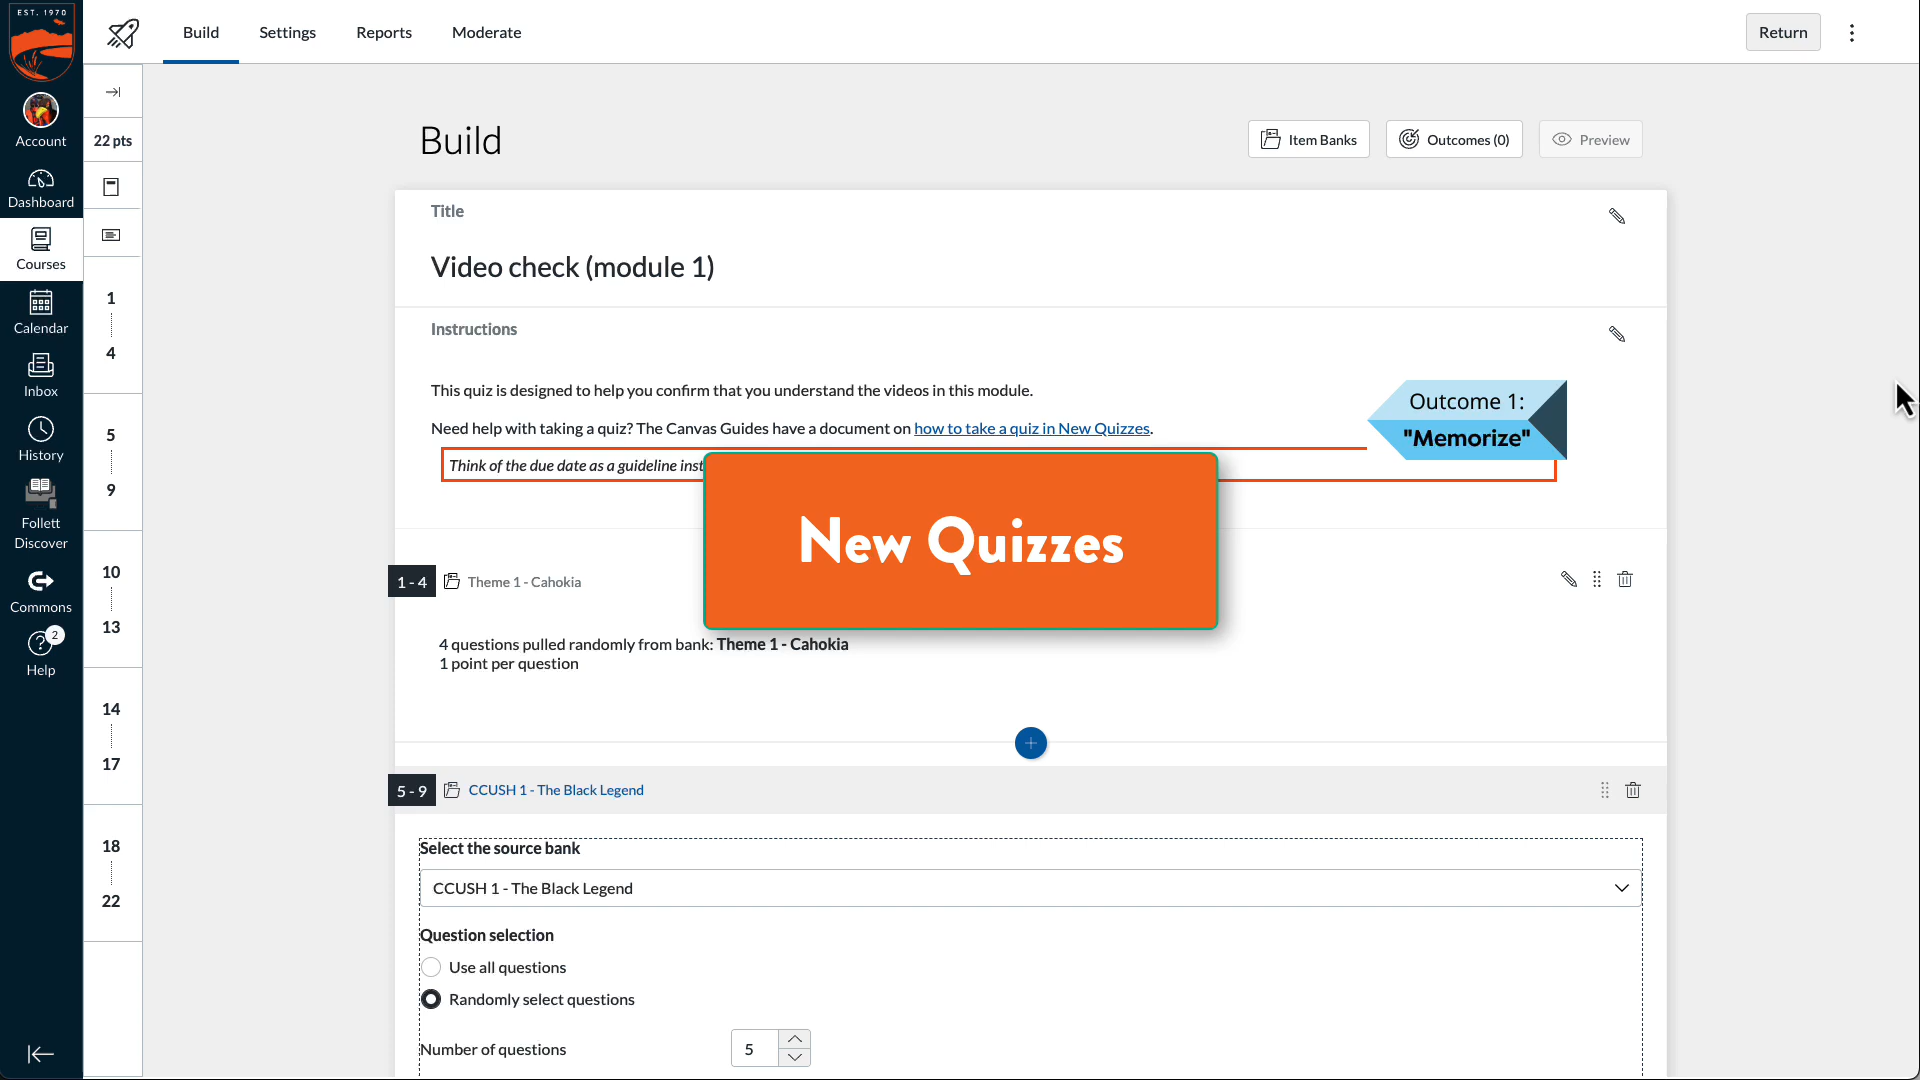 EST. 1970
Build
Settings
Reports
Moderate
Return
Account
Dashboard
Courses
Calendar
Inbox
History
Follett
Discover
Commons
2
Help
22 pts
1
4
5
9
10
13
14
17
18
22
Build
Item Banks
Outcomes (0)
Preview
Title
Video check (module 1)
Instructions
This quiz is designed to help you confirm that you understand the videos in this module.
Outcome 1:
"Memorize"
Need help with taking a quiz? The Canvas Guides have a document on how to take a quiz in New Quizzes.
Think of the due date as a guideline inst
New Quizzes
1 - 4
Theme 1 - Cahokia
4 questions pulled randomly from bank: Theme 1 - Cahokia
1 point per question
5 - 9
CCUSH 1 - The Black Legend
Select the source bank
CCUSH 1 - The Black Legend
Question selection
Use all questions
Randomly select questions
Number of questions
5